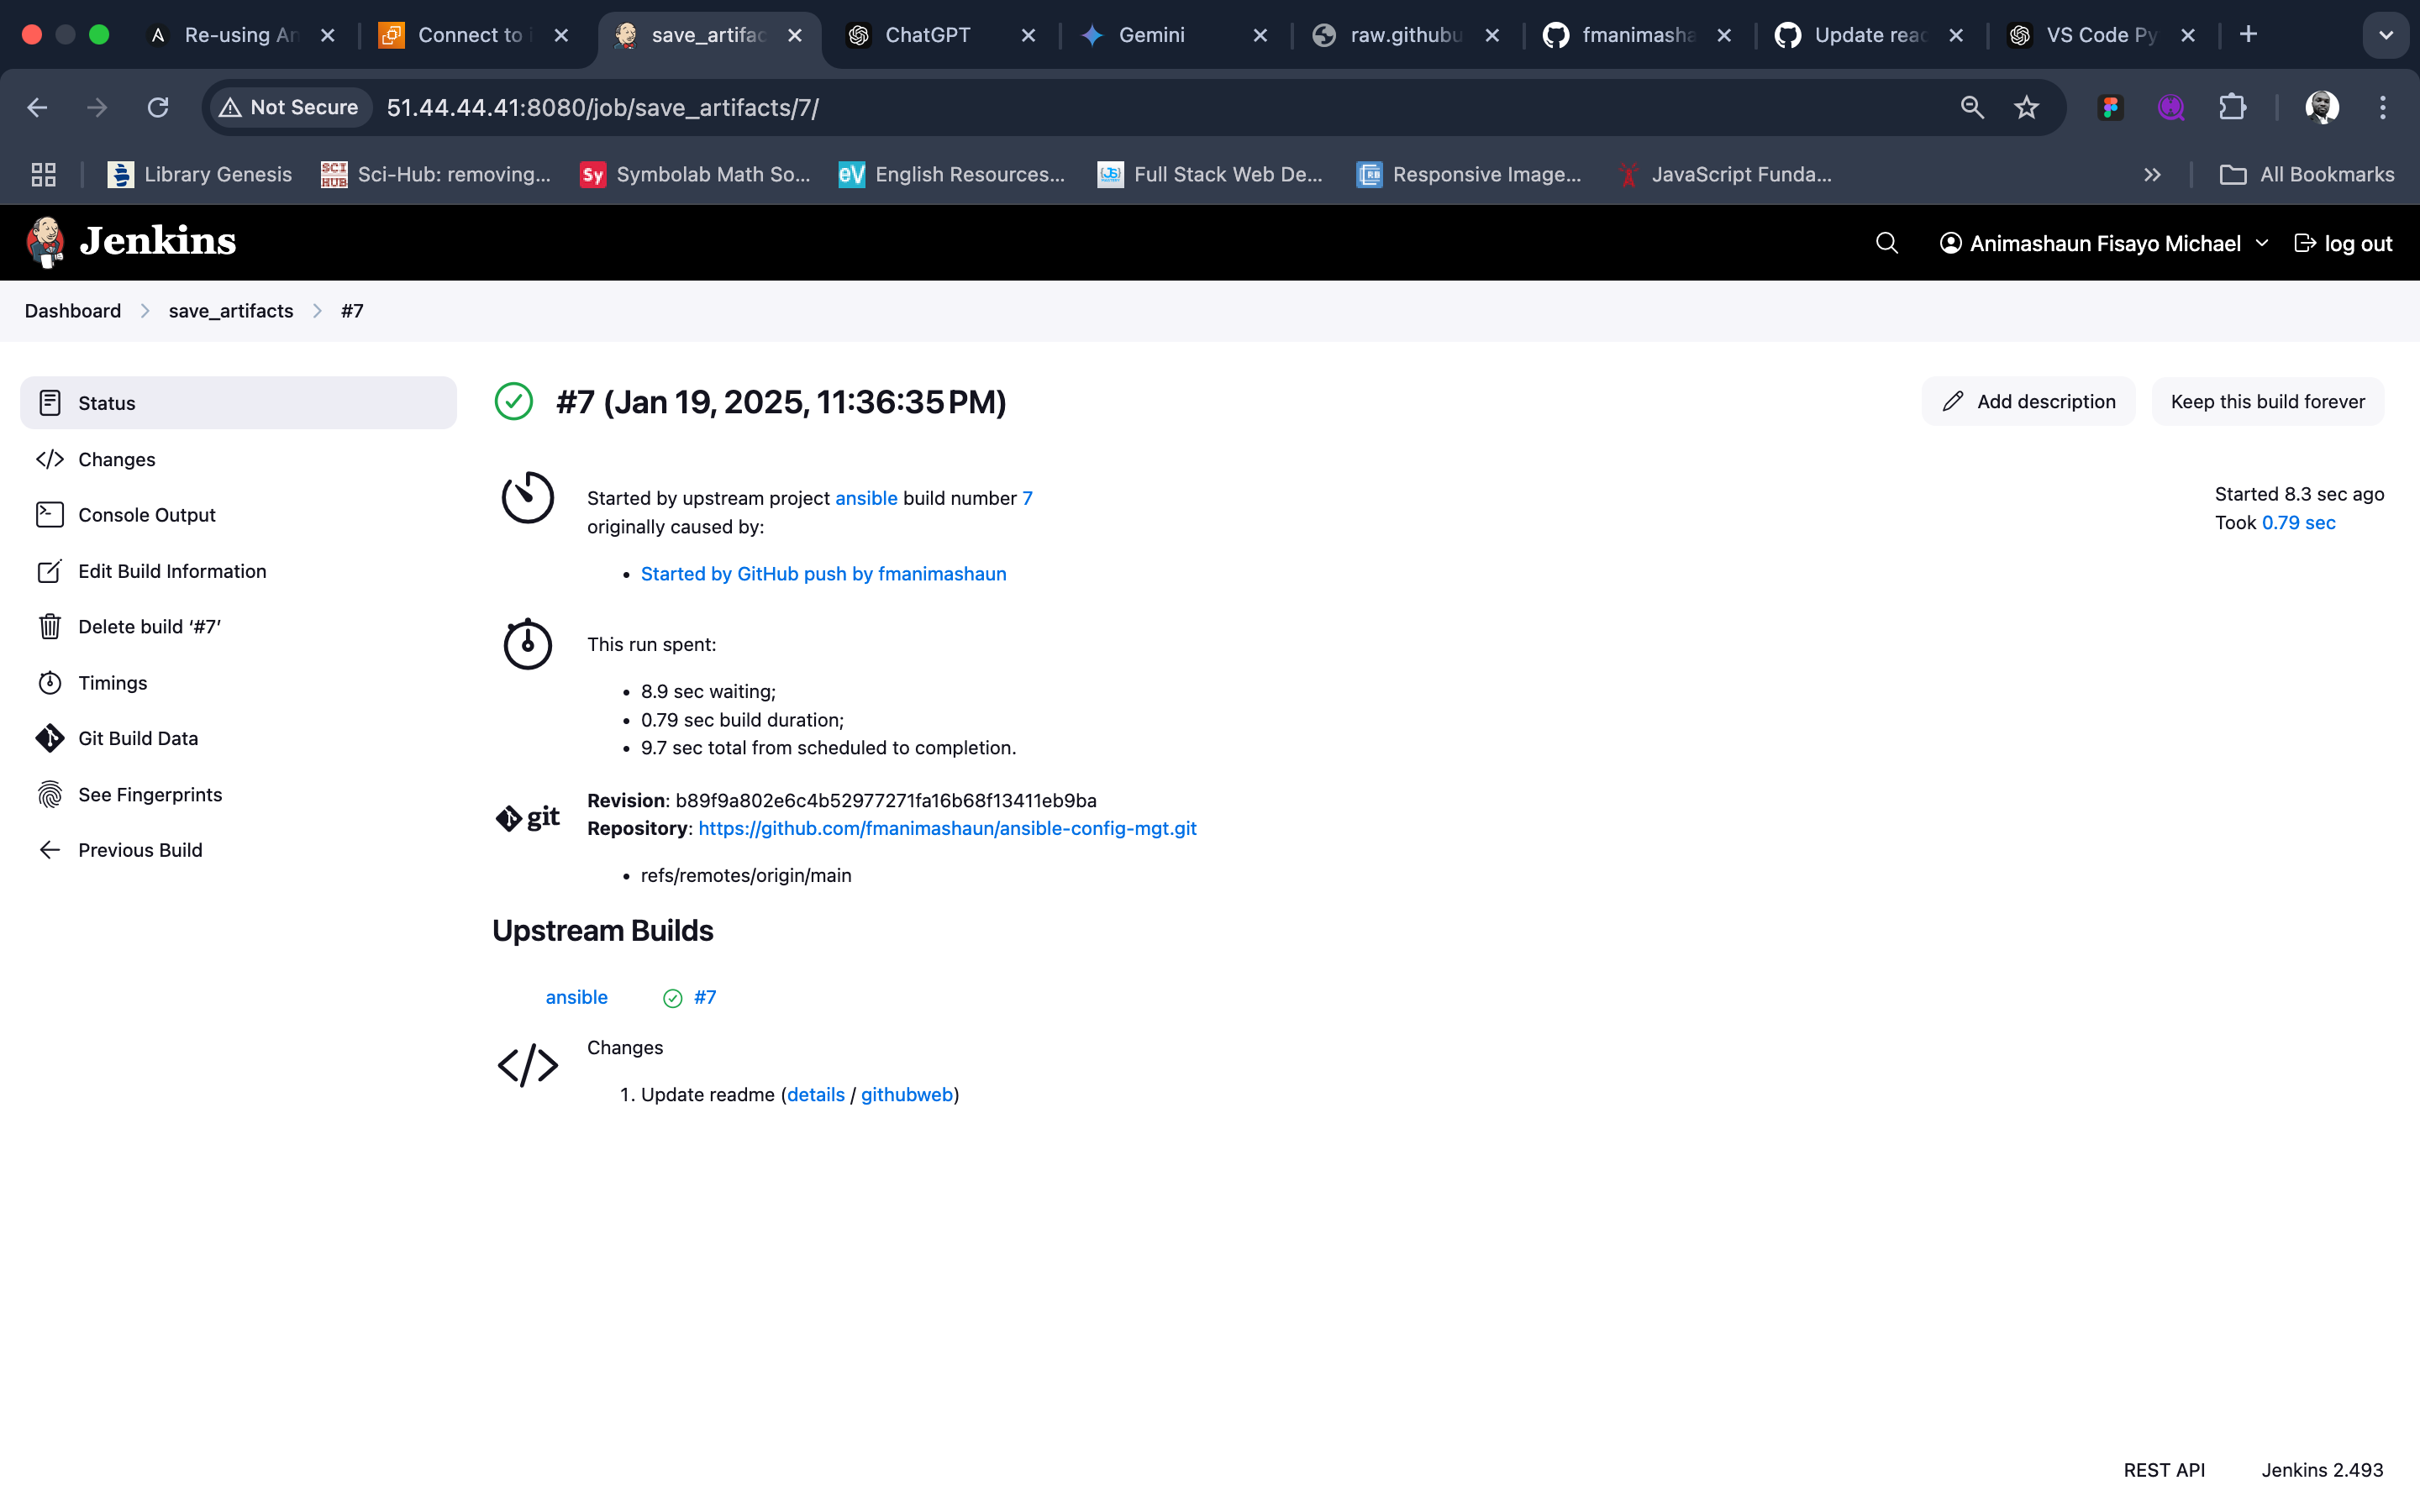 Re-using An
Connect to i
save_artifac
ChatGPT
Gemini
raw.githubu
fmanimasha
Update read
VS Code Py
Not Secure
51.44.44.41:8080/job/save_artifacts/7/
Library Genesis
SCI HUB
Sci-Hub: removing...
Sy
Symbolab Math So...
eV
English Resources...
Full Stack Web De...
Responsive Image...
JavaScript Funda...
All Bookmarks
Jenkins
Animashaun Fisayo Michael
log out
Dashboard
save_artifacts
#7
Status
Changes
Console Output
Edit Build Information
Delete build ‘#7’
Timings
Git Build Data
See Fingerprints
Previous Build
#7 (Jan 19, 2025, 11:36:35 PM)
Add description
Keep this build forever
Started by upstream project ansible build number 7
originally caused by:
• Started by GitHub push by fmanimashaun
Started 8.3 sec ago
Took 0.79 sec
This run spent:
• 8.9 sec waiting;
• 0.79 sec build duration;
• 9.7 sec total from scheduled to completion.
git
Revision: b89f9a802e6c4b52977271fa16b68f13411eb9ba
Repository: https://github.com/fmanimashaun/ansible-config-mgt.git
• refs/remotes/origin/main
Upstream Builds
ansible #7
Changes
1. Update readme (details / githubweb)
REST API
Jenkins 2.493